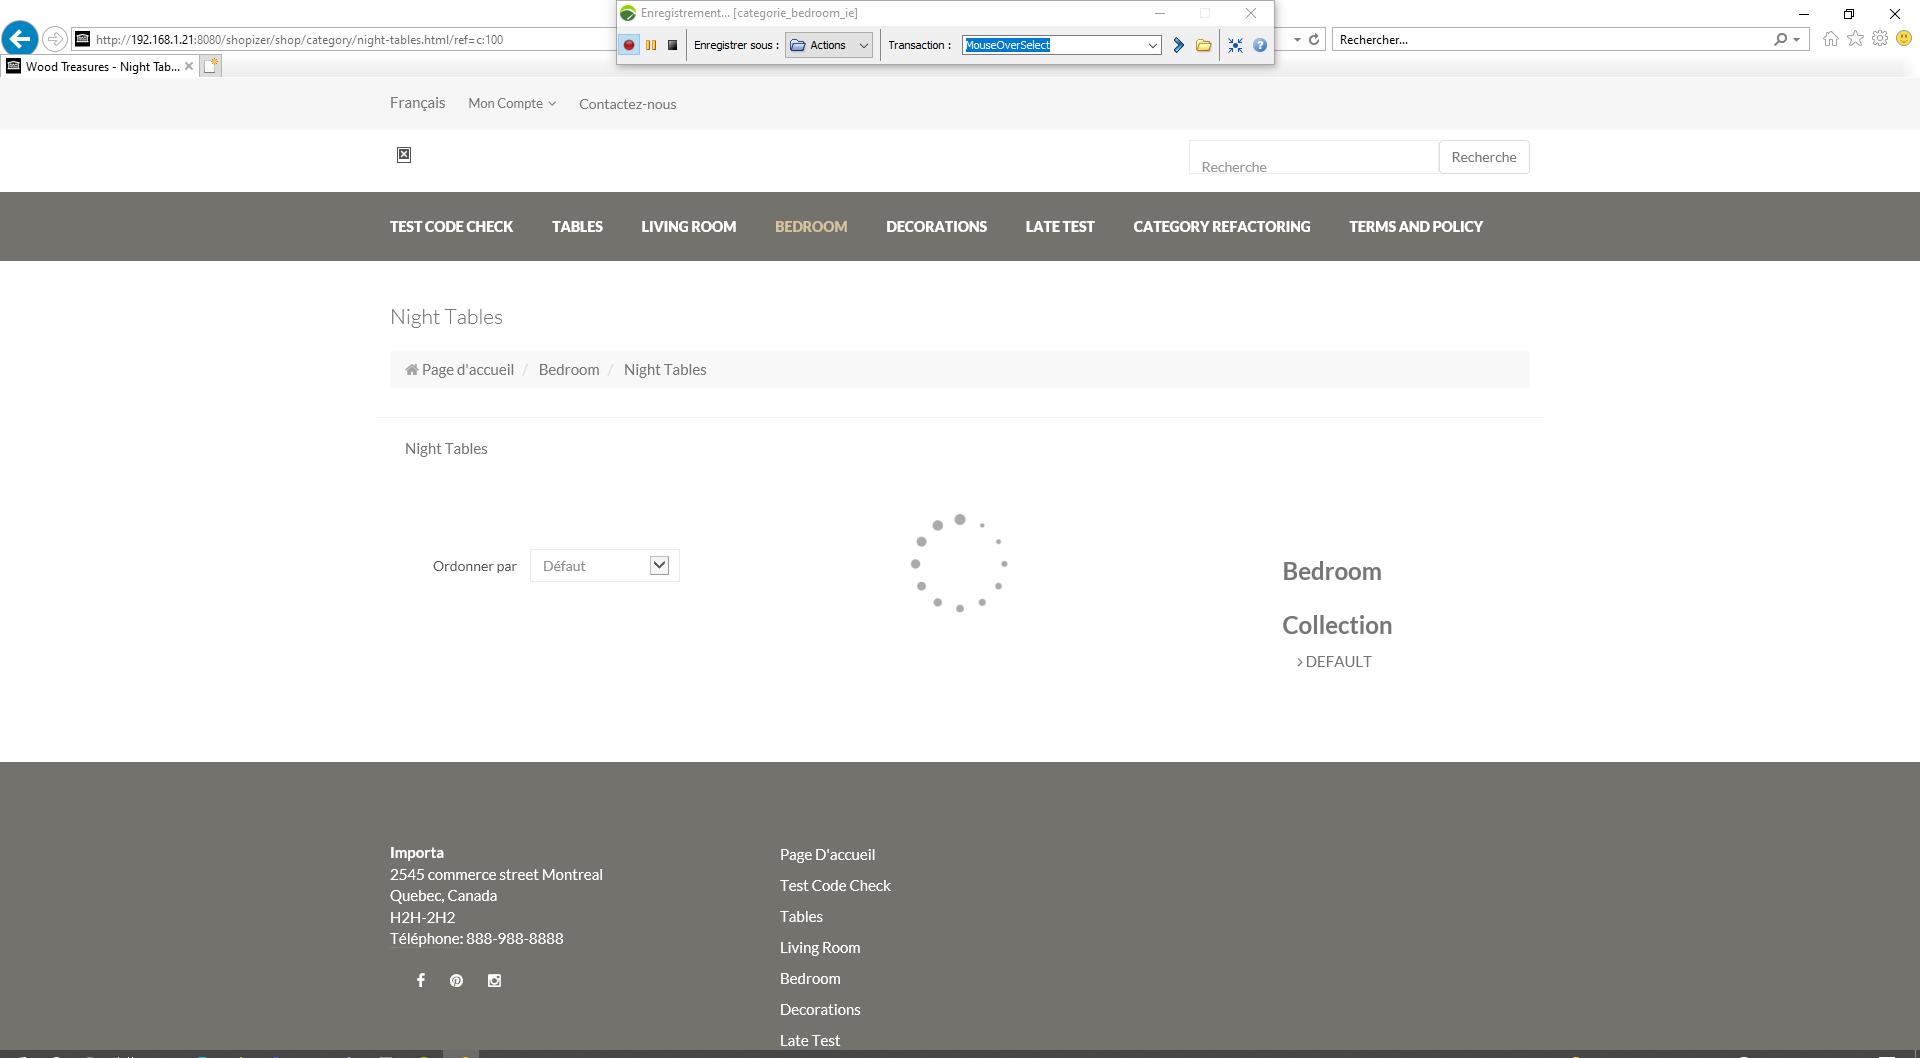 Enregistrement... [categorie_bedroom_ie]
http://192.168.1.21:8080/shopizer/shop/category/night-tables.html/ref=c:100
Enregistrer sous : Actions Transaction : MouseOverSelect
Rechercher...
Wood Treasures - Night Tab...
Français Mon Compte Contactez-nous
Recherche Recherche
TEST CODE CHECK TABLES LIVING ROOM BEDROOM DECORATIONS LATE TEST CATEGORY REFACTORING TERMS AND POLICY
Night Tables
Page d'accueil / Bedroom / Night Tables
Night Tables
Ordonner par Défaut
Bedroom
Collection
> DEFAULT
Importa
2545 commerce street Montreal
Quebec, Canada
H2H-2H2
Téléphone: 888-988-8888
Page D'accueil
Test Code Check
Tables
Living Room
Bedroom
Decorations
Late Test